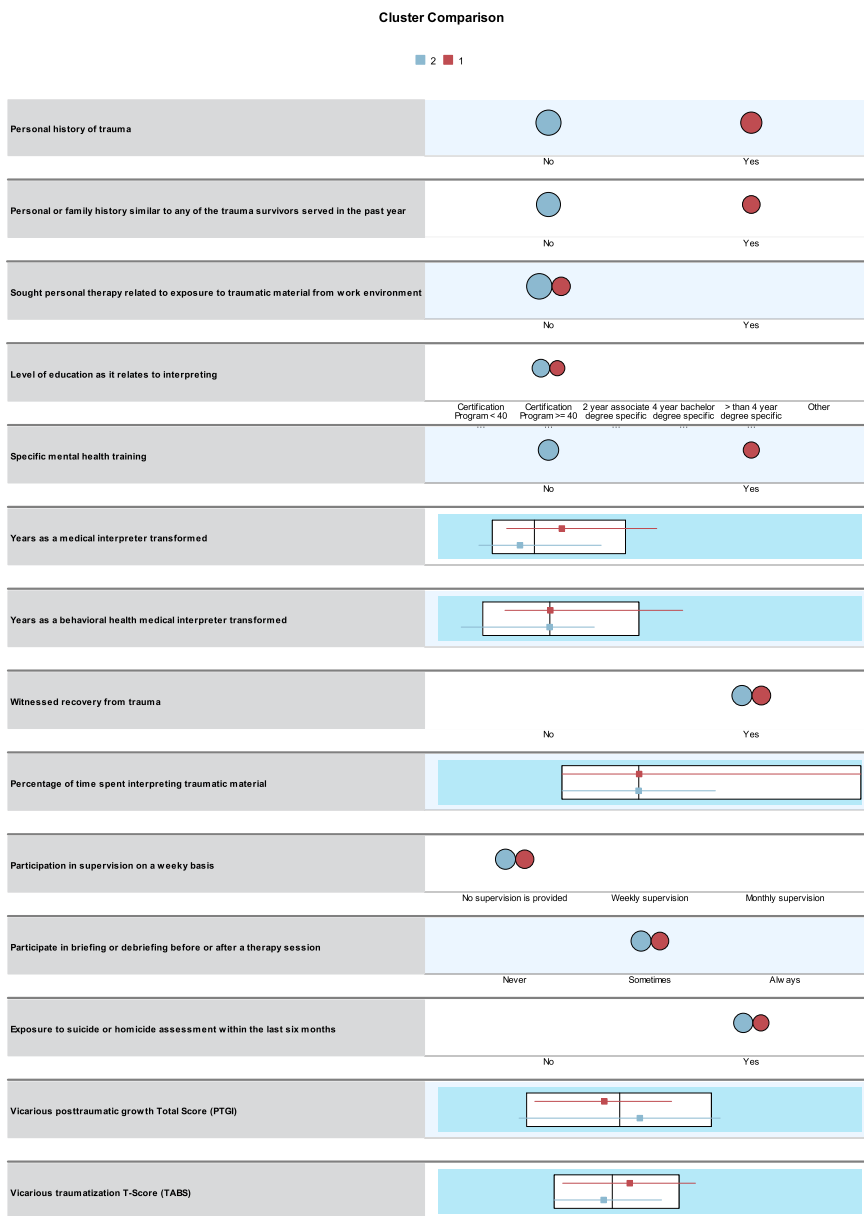 Cluster Comparison
2 1
Personal history of trauma
No Yes
Personal or family history similar to any of the trauma survivors served in the past year
No Yes
Sought personal therapy related to exposure to traumatic material from work environment
No Yes
Level of education as it relates to interpreting
Certification Certification 2 year associate 4 year bachelor > than 4 year Other
Program < 40 Program >= 40 degree specific degree specific degree specific
... ... ... ... ...
Specific mental health training
No Yes
Years as a medical interpreter transformed
Years as a behavioral health medical interpreter transformed
Witnessed recovery from trauma
No Yes
Percentage of time spent interpreting traumatic material
Participation in supervision on a weeky basis
No supervision is provided Weekly supervision Monthly supervision
Participate in briefing or debriefing before or after a therapy session
Never Sometimes Always
Exposure to suicide or homicide assessment within the last six months
No Yes
Vicarious posttraumatic growth Total Score (PTGI)
Vicarious traumatization T-Score (TABS)